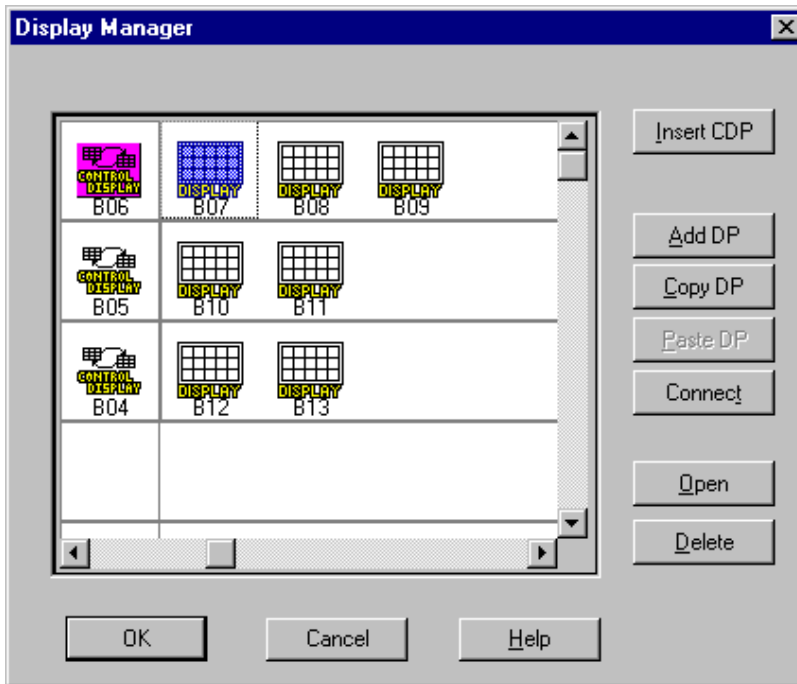 Display Manager
Insert CDP
CONTROL DISPLAY
B06
DISPLAY
B07
DISPLAY
B08
DISPLAY
B09
Add DP
Copy DP
CONTROL DISPLAY
B05
DISPLAY
B10
DISPLAY
B11
Paste DP
Connect
CONTROL DISPLAY
B04
DISPLAY
B12
DISPLAY
B13
Open
Delete
OK
Cancel
Help